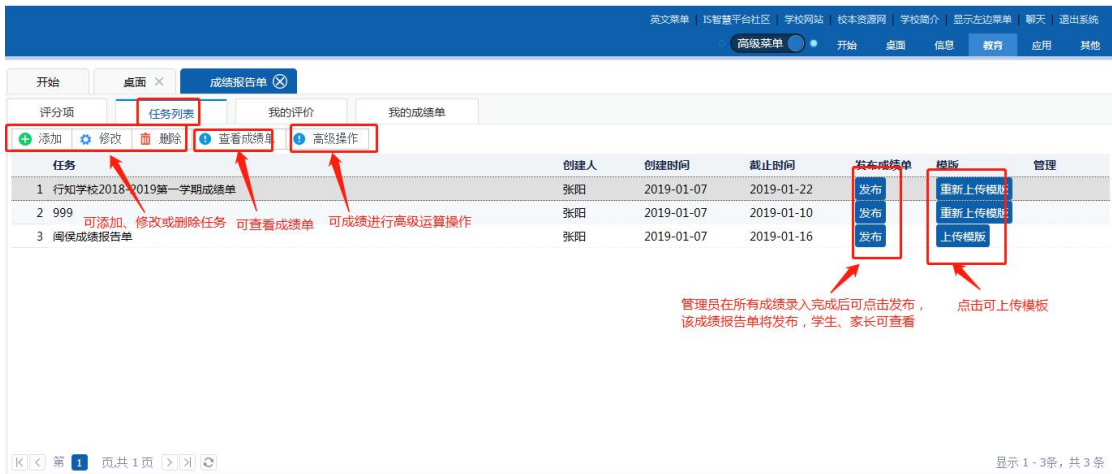 英文菜单 IS智慧平台社区 学校网站 校本资源网 学校简介 显示左边菜单 聊天 退出系统
高级菜单 开始 桌面 信息 教育 应用 其他
开始 桌面 成绩报告单
评分项 任务列表 我的评价 我的成绩单
添加 修改 删除 查看成绩单 高级操作
任务 创建人 创建时间 截止时间 发布成绩单 模版 管理
1 行知学校2018-2019第一学期成绩单 张阳 2019-01-07 2019-01-22 发布 重新上传模版
2 999 张阳 2019-01-07 2019-01-10 发布 重新上传模版
可添加、修改或删除任务 可查看成绩单 可成绩进行高级运算操作
3 闽侯成绩报告单 张阳 2019-01-07 2019-01-16 发布 上传模版
管理员在所有成绩录入完成后可点击发布， 点击可上传模板
该成绩报告单将发布，学生、家长可查看
第 1 页,共 1 页 显示 1 - 3条，共 3 条